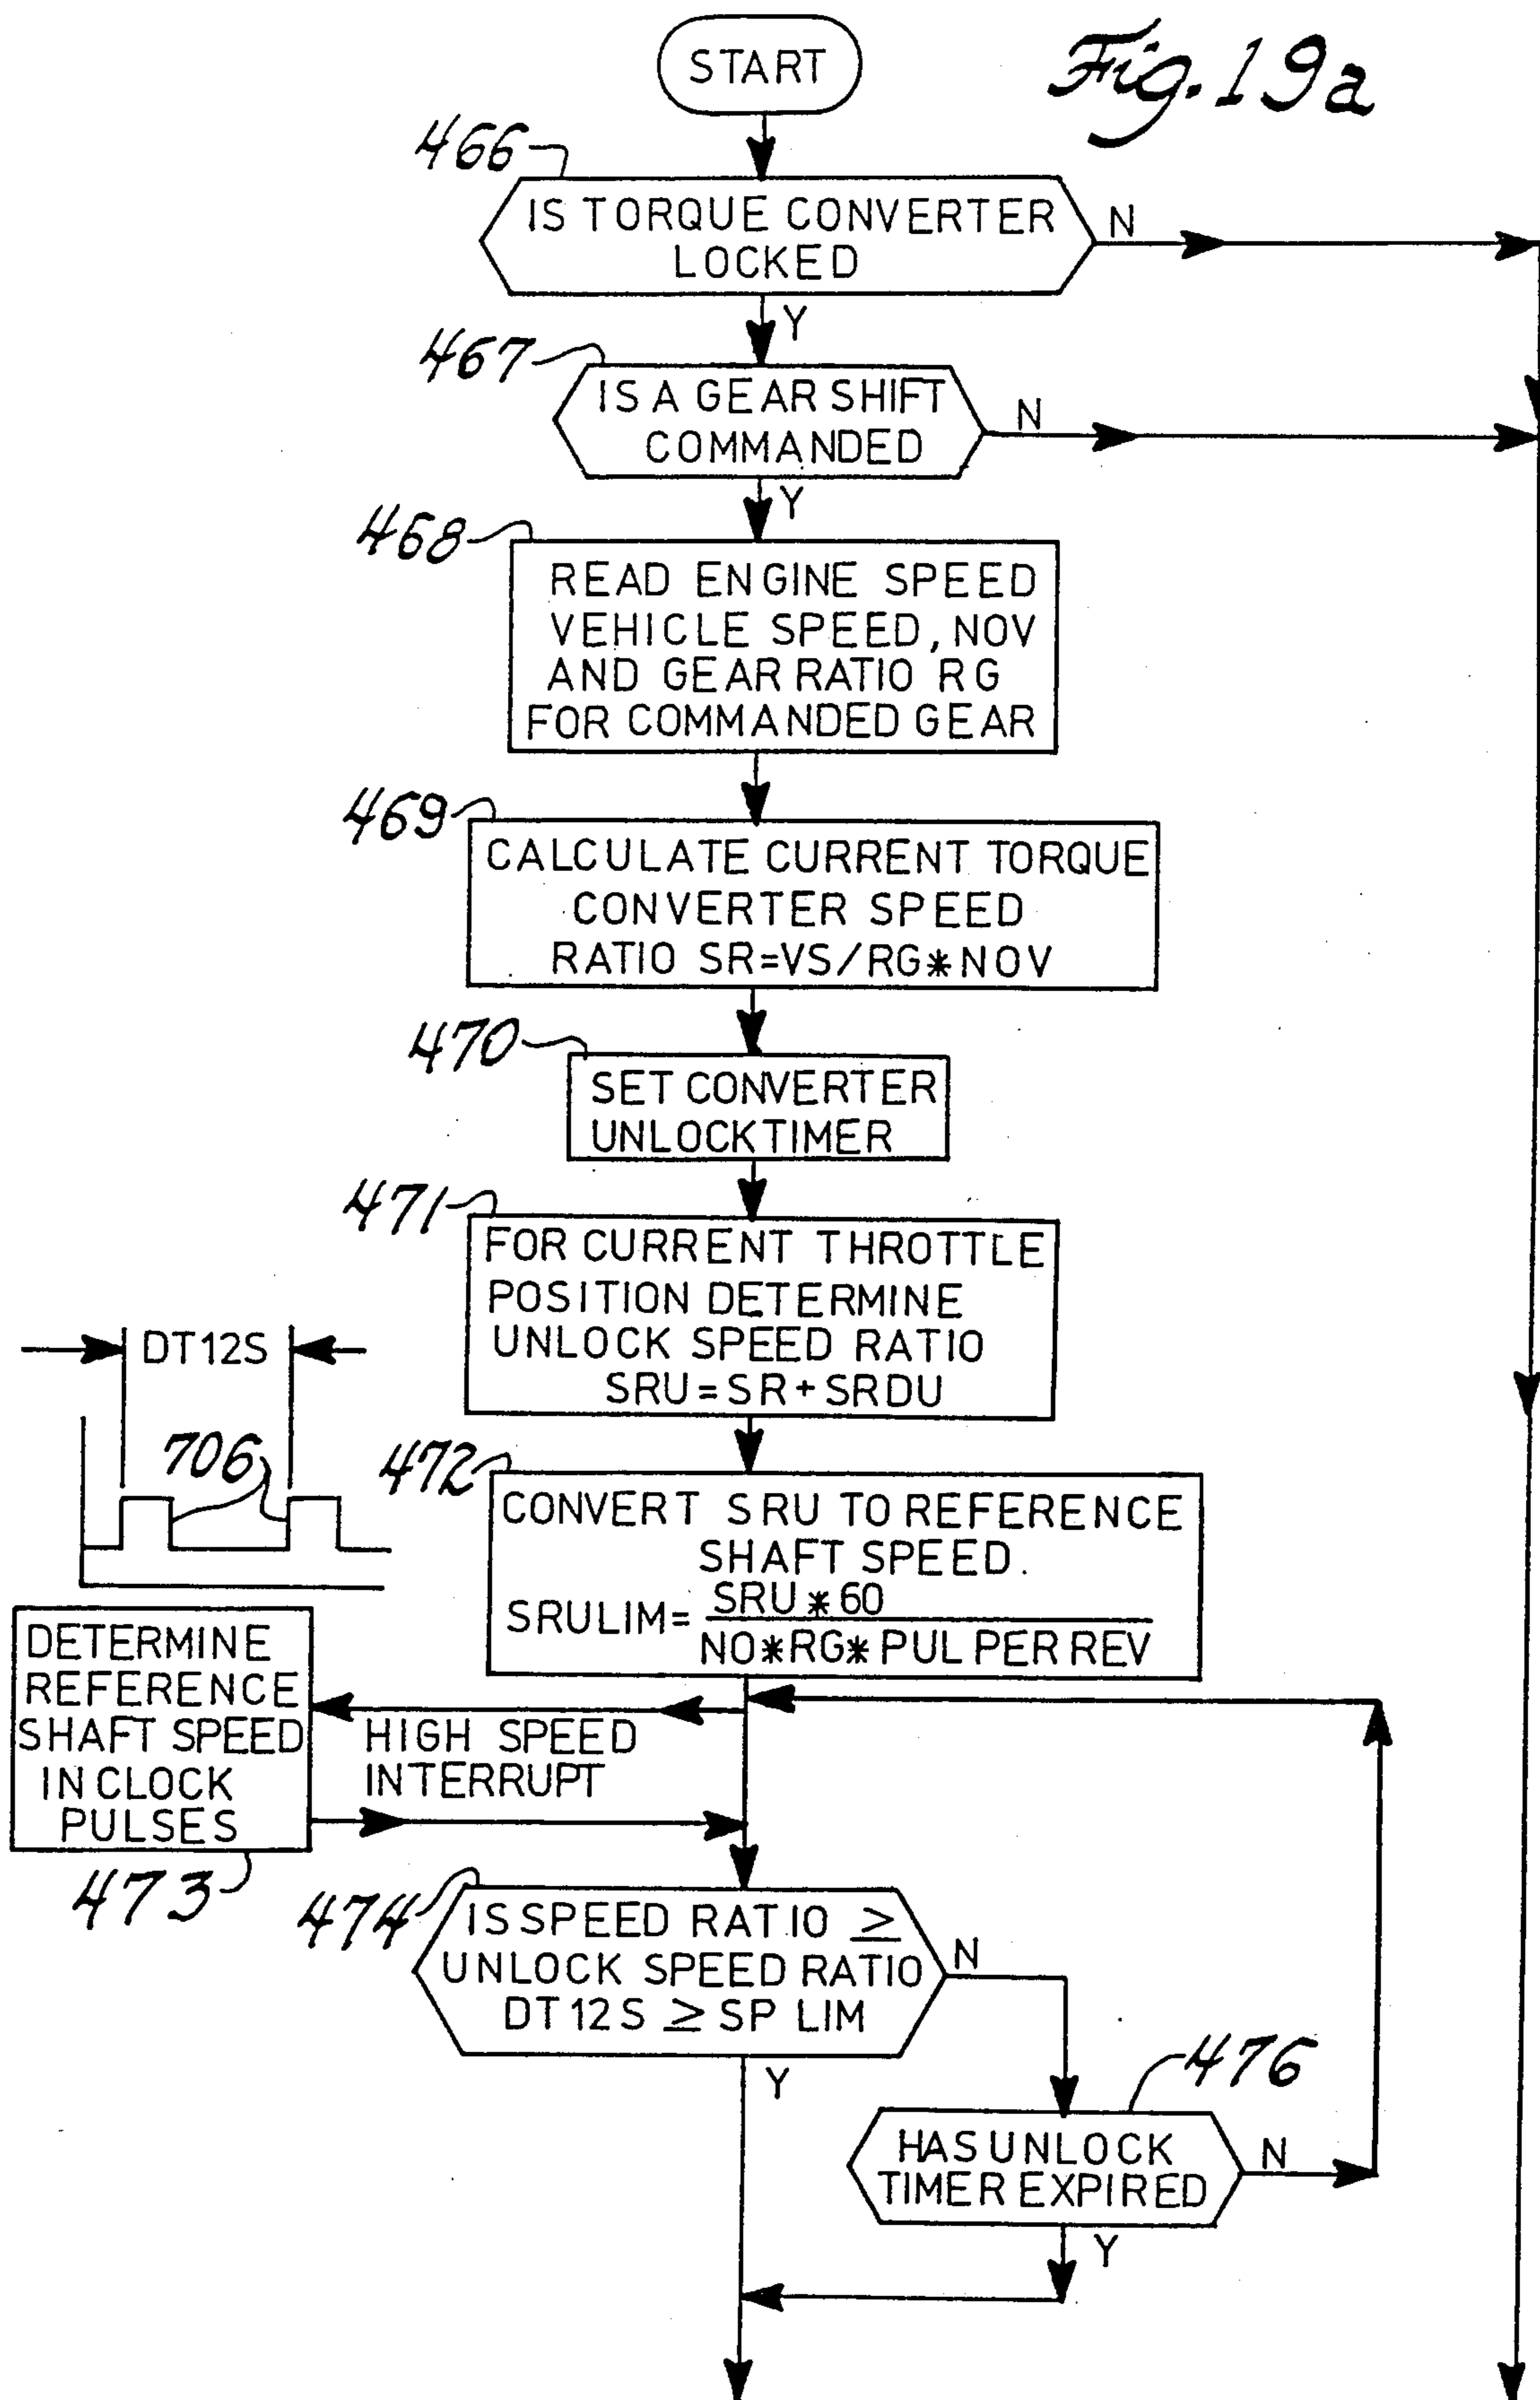 START
Fig. 19a
466
IS TORQUE CONVERTER
LOCKED
N
Y
467
IS A GEAR SHIFT
COMMANDED
N
Y
468
READ ENGINE SPEED
VEHICLE SPEED, NOV
AND GEAR RATIO RG
FOR COMMANDED GEAR
469
CALCULATE CURRENT TORQUE
CONVERTER SPEED
RATIO SR=VS/RG*NOV
470
SET CONVERTER
UNLOCK TIMER
471
FOR CURRENT THROTTLE
POSITION DETERMINE
UNLOCK SPEED RATIO
SRU=SR+SRDU
DT12S
706
472
CONVERT SRU TO REFERENCE
SHAFT SPEED.
SRULIM= SRU*60
NO*RG* PUL PER REV
DETERMINE
REFERENCE
SHAFT SPEED
IN CLOCK
PULSES
HIGH SPEED
INTERRUPT
473
474
IS SPEED RATIO ≥
UNLOCK SPEED RATIO
DT12S ≥ SP LIM
N
Y
476
HAS UNLOCK
TIMER EXPIRED
N
Y